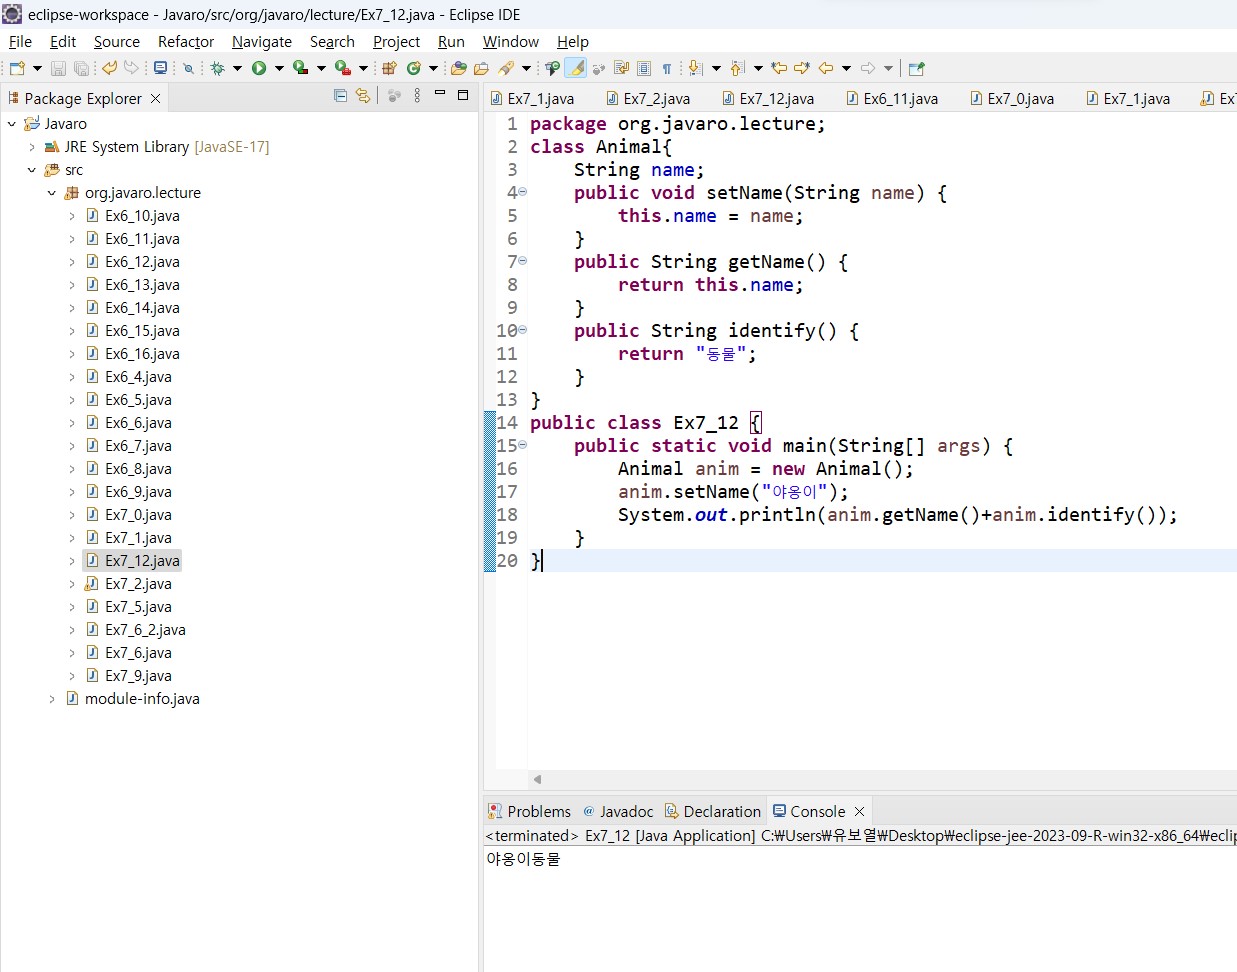 eclipse-workspace - Javaro/src/org/javaro/lecture/Ex7_12.java - Eclipse IDE
File Edit Source Refactor Navigate Search Project Run Window Help
Package Explorer
Ex7_1.java Ex7_2.java Ex7_12.java Ex6_11.java Ex7_0.java Ex7_1.java Ex7
Javaro
JRE System Library [JavaSE-17]
src
org.javaro.lecture
Ex6_10.java
Ex6_11.java
Ex6_12.java
Ex6_13.java
Ex6_14.java
Ex6_15.java
Ex6_16.java
Ex6_4.java
Ex6_5.java
Ex6_6.java
Ex6_7.java
Ex6_8.java
Ex6_9.java
Ex7_0.java
Ex7_1.java
Ex7_12.java
Ex7_2.java
Ex7_5.java
Ex7_6_2.java
Ex7_6.java
Ex7_9.java
module-info.java
1 package org.javaro.lecture;
2 class Animal{
3 String name;
4 public void setName(String name) {
5 this.name = name;
6 }
7 public String getName() {
8 return this.name;
9 }
10 public String identify() {
11 return "동물";
12 }
13 }
14 public class Ex7_12 {
15 public static void main(String[] args) {
16 Animal anim = new Animal();
17 anim.setName("야옹이");
18 System.out.println(anim.getName()+anim.identify());
19 }
20 }
Problems @ Javadoc Declaration Console
<terminated> Ex7_12 [Java Application] C:₩Users₩유보열₩Desktop₩eclipse-jee-2023-09-R-win32-x86_64₩eclip
야옹이동물